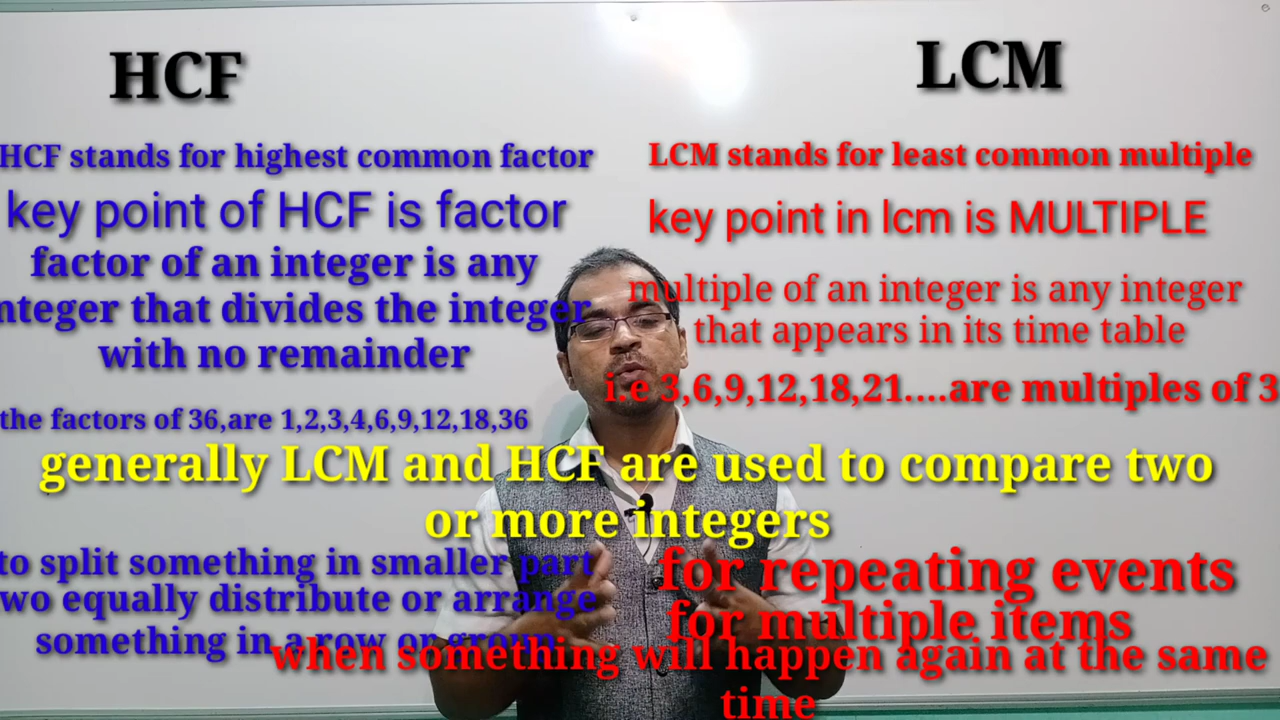 HCF
HCF stands for highest common factor
key point of HCF is factor
factor of an integer is any
nteger that divides the integer
with no remainder
the factors of 36,are 1,2,3,4,6,9,12,18,36
LCM
LCM stands for least common multiple
key point in lcm is MULTIPLE
multiple of an integer is any integer
that appears in its time table
i.e 3,6,9,12,18,21....are multiples of 3
generally LCM and HCF are used to compare two
or more integers
to split something in smaller part
wo equally distribute or arrange
something in a row or group
for repeating events
for multiple items
when something will happen again at the same
time